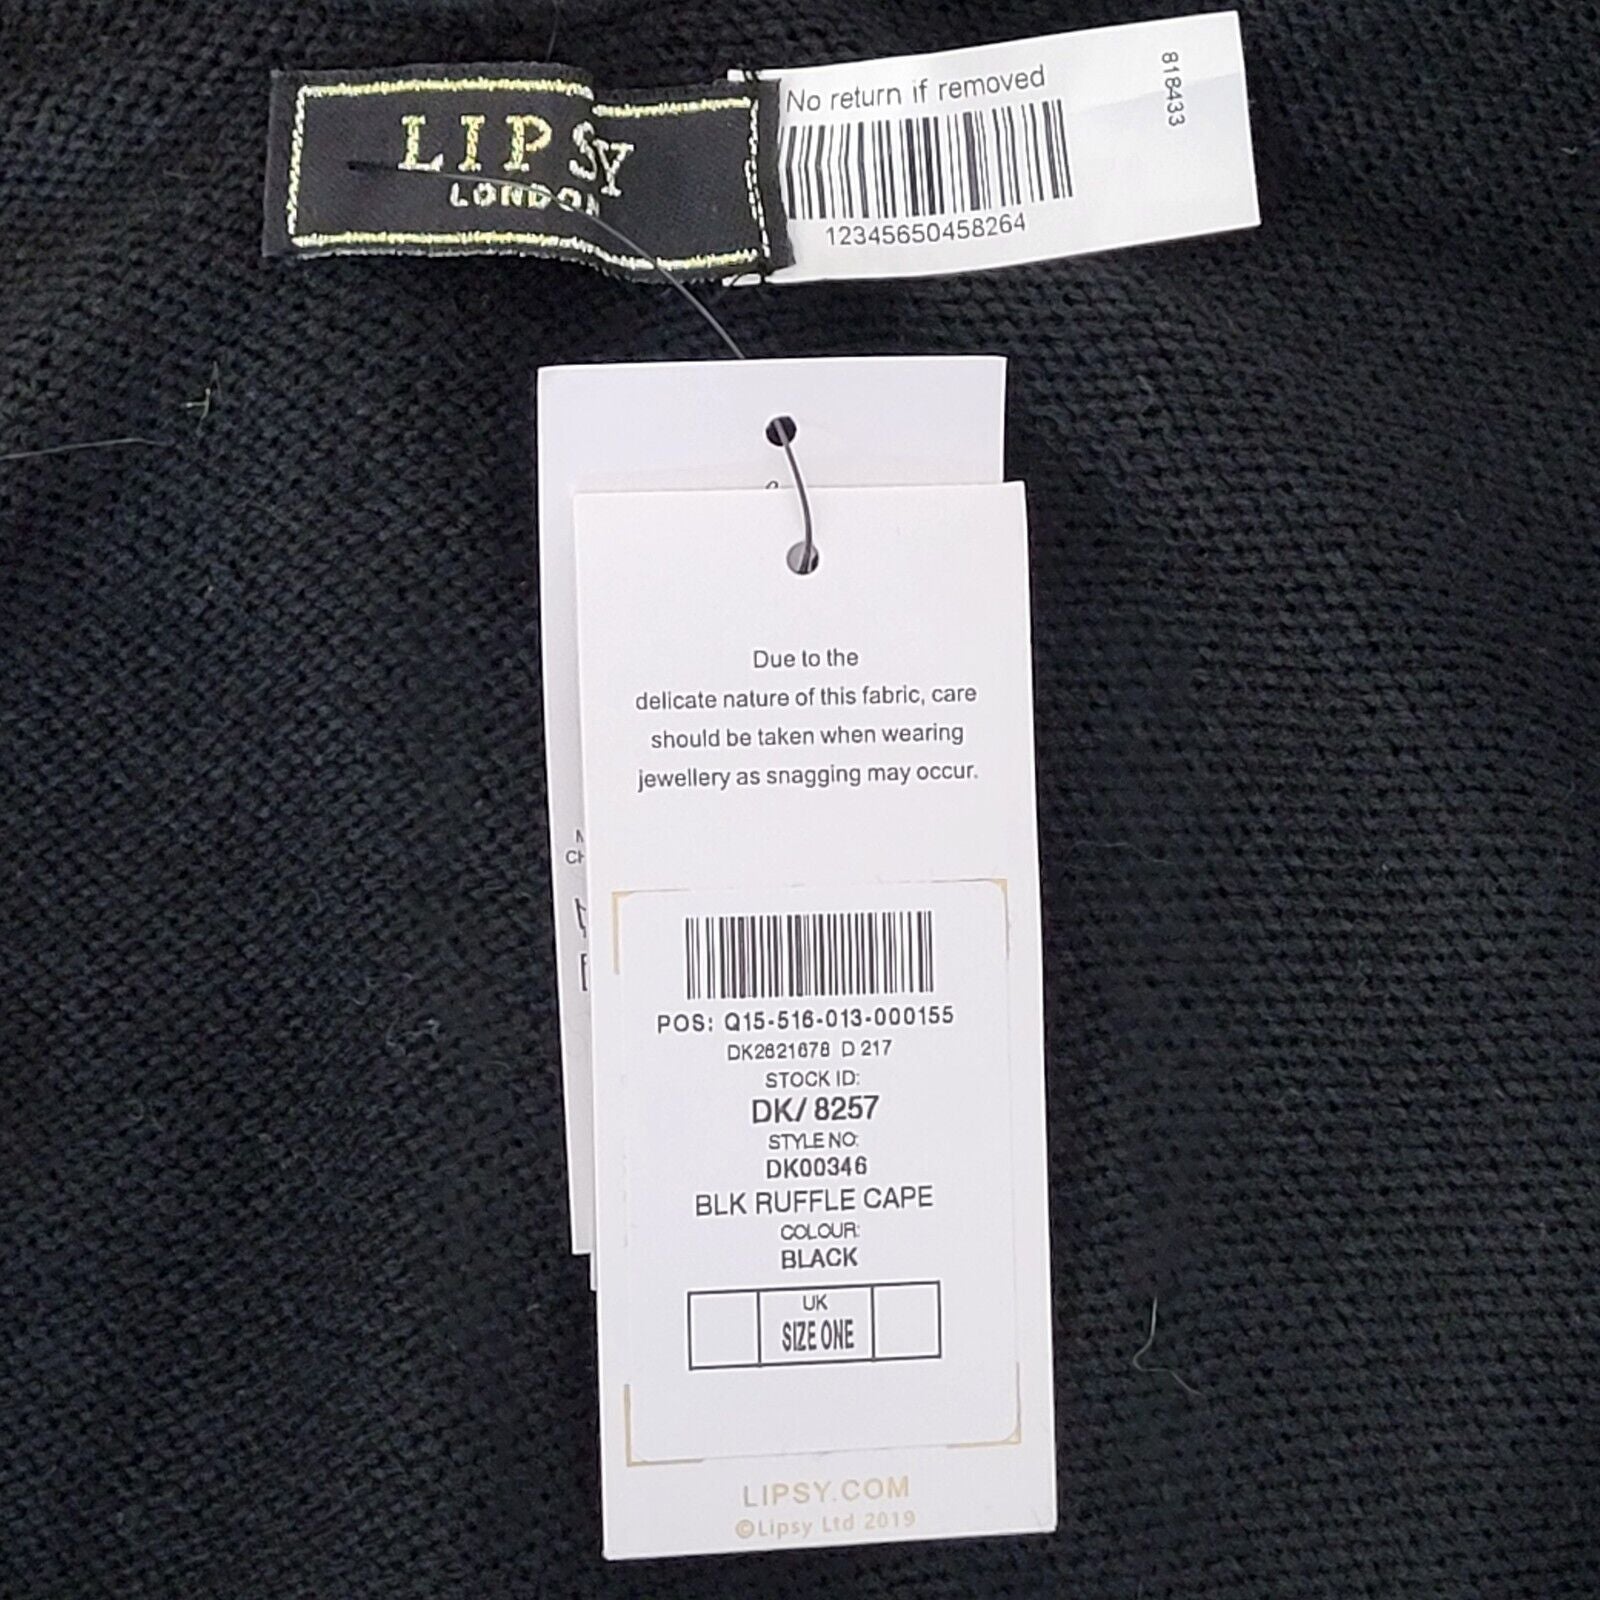 LIPSY
LONDON
No return if removed
12345650458264
818433
Due to the
delicate nature of this fabric, care
should be taken when wearing
jewellery as snagging may occur.
POS: Q15-516-013-000155
DK2621678 D 217
STOCK ID:
DK/ 8257
STYLE NO:
DK00346
BLK RUFFLE CAPE
COLOUR:
BLACK
UK
SIZE ONE
LIPSY.COM
©Lipsy Ltd 2019